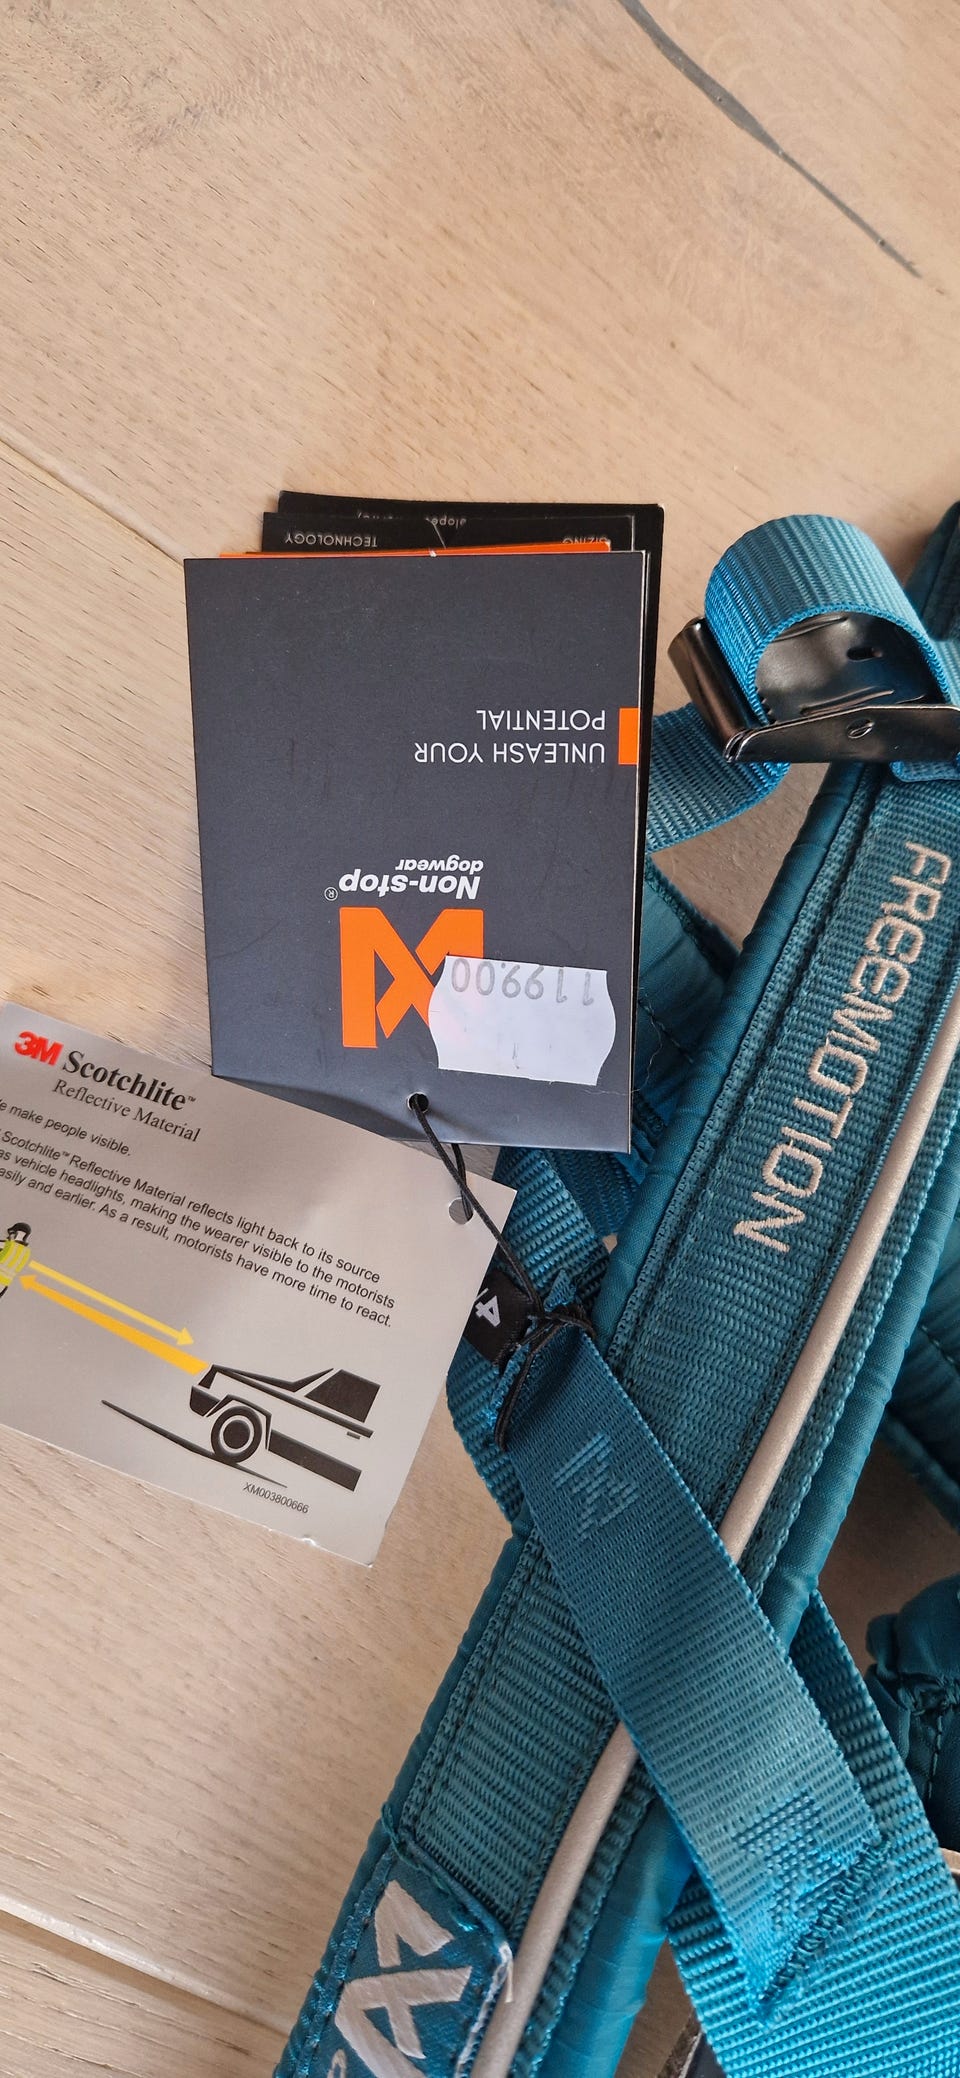 SIZING
TECHNOLOGY
UNLEASH YOUR
POTENTIAL
Non-stop®
dogwear
1199.00
3M Scotchlite™
Reflective Material
make people visible.
Scotchlite™ Reflective Material reflects light back to its source
as vehicle headlights, making the wearer visible to the motorists
easily and earlier. As a result, motorists have more time to react.
XM003800666
4
FREEMOTION